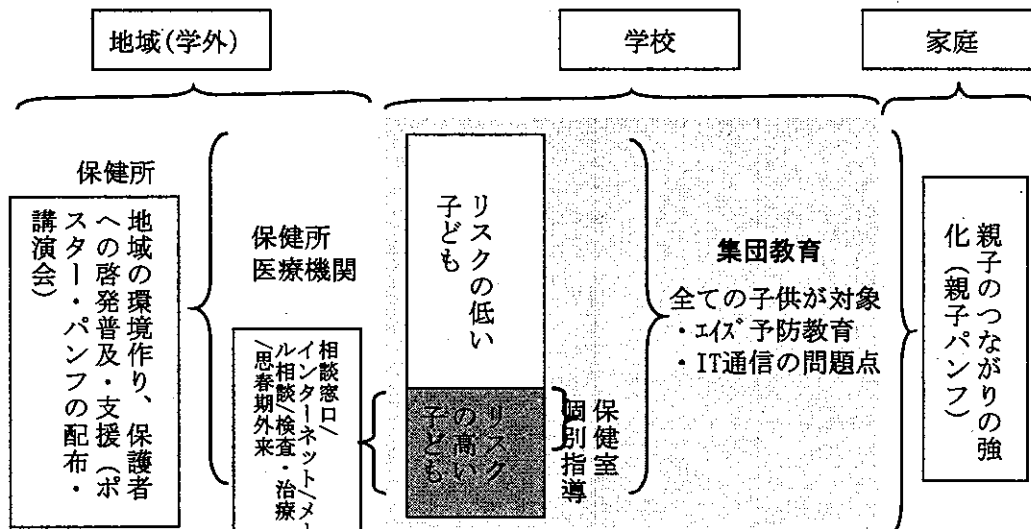 地域(学外)
学校
家庭
保健所
地域の環境作り、保護者
への啓発普及・支援（ポ
スター・パンフの配布・
講演会）
保健所
医療機関
相談窓口/
インターネット/メー
ル相談/検査・治療
/思春期外来
リスクの低い
子ども
リスク
の高い
子ども
保健室
個別指導
集団教育
全ての子供が対象
・エイズ予防教育
・IT通信の問題点
親子のつながりの強
化（親子パンフ）